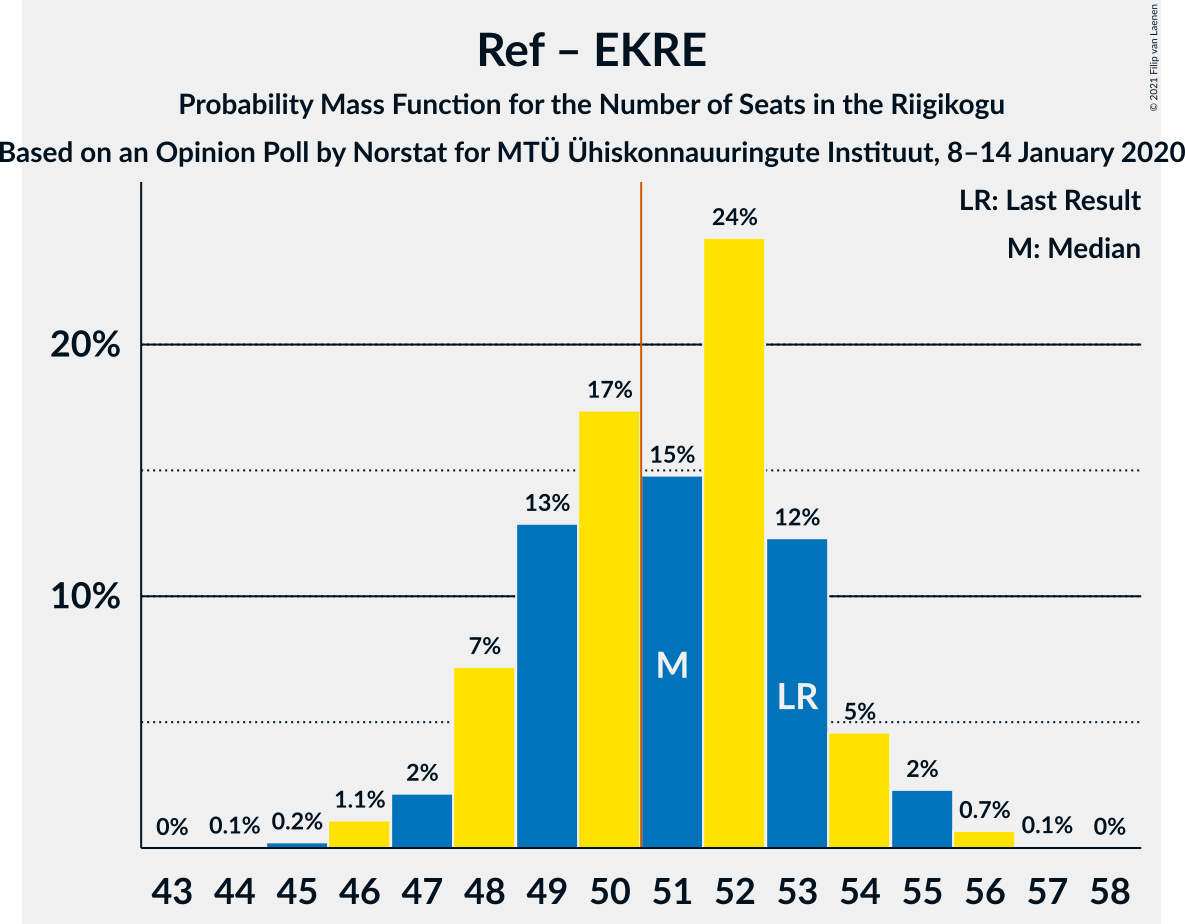 Ref – EKRE
Probability Mass Function for the Number of Seats in the Riigikogu
Based on an Opinion Poll by Norstat for MTÜ Ühiskonnauuringute Instituut, 8–14 January 2020
© 2021 Filip van Laenen
LR: Last Result
M: Median
20%
10%
0%
0.1%
0.2%
1.1%
2%
7%
13%
17%
15%
24%
12%
5%
2%
0.7%
0.1%
0%
M
LR
43 44 45 46 47 48 49 50 51 52 53 54 55 56 57 58